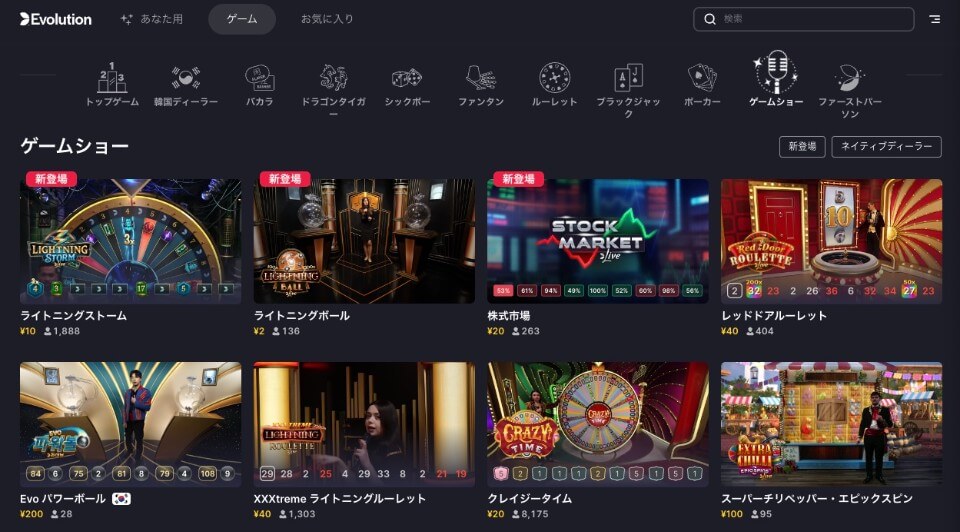 Evolution
あなた用
ゲーム
お気に入り
検索
トップゲーム
韓国ディーラー
バカラ
ドラゴンタイガ
ー
シックボー
ファンタン
ルーレット
ブラックジャッ
ク
ポーカー
ゲームショー
ファーストパー
ソン
ゲームショー
新登場
ネイティブディーラー
新登場
LIGHTNING
STORM
4 3 3 3 3 17 5 3 3
ライトニングストーム
¥10 1,888
新登場
LIGHTNING
BALL
ライトニングボール
¥2 136
新登場
STOCK
MARKET
Live
53% 61% 94% 49% 100% 52% 00% 98% 56%
株式市場
¥20 263
10
Red Door
ROULETTE
200x 50x
2 32 23 2 26 36 6 32 34 27 23
レッドドアルーレット
¥40 404
EVO
파워볼
84 6 75 2 81 8 79 4 108 9
Evo パワーボール
¥200 28
XXXTREME
LIGHTNING
ROULETTE
29 28 2 25 4 29 33 8 2 21 19
XXXtreme ライトニングルーレット
¥40 1,303
CRAZY
TIME
CRAZY
TIME
5 2 1 1 1 2 1 5 1 5 1
クレイジータイム
¥20 8,175
EXTRA
CHILLI
EPIC SPINS
スーパーチリペッパー・エピックスピン
¥100 95